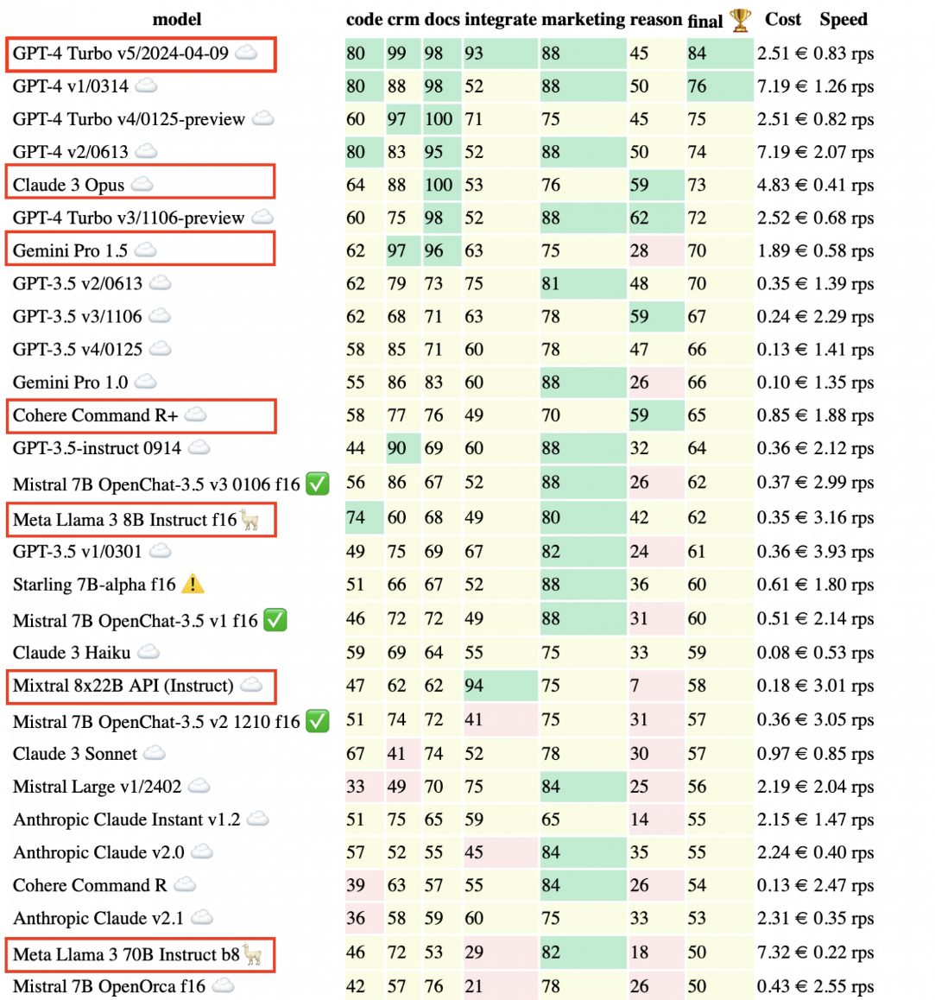 model code crm docs integrate marketing reason final 🏆 Cost Speed
GPT-4 Turbo v5/2024-04-09 ☁️ 80 99 98 93 88 45 84 2.51 € 0.83 rps
GPT-4 v1/0314 ☁️ 80 88 98 52 88 50 76 7.19 € 1.26 rps
GPT-4 Turbo v4/0125-preview ☁️ 60 97 100 71 75 45 75 2.51 € 0.82 rps
GPT-4 v2/0613 ☁️ 80 83 95 52 88 50 74 7.19 € 2.07 rps
Claude 3 Opus ☁️ 64 88 100 53 76 59 73 4.83 € 0.41 rps
GPT-4 Turbo v3/1106-preview ☁️ 60 75 98 52 88 62 72 2.52 € 0.68 rps
Gemini Pro 1.5 ☁️ 62 97 96 63 75 28 70 1.89 € 0.58 rps
GPT-3.5 v2/0613 ☁️ 62 79 73 75 81 48 70 0.35 € 1.39 rps
GPT-3.5 v3/1106 ☁️ 62 68 71 63 78 59 67 0.24 € 2.29 rps
GPT-3.5 v4/0125 ☁️ 58 85 71 60 78 47 66 0.13 € 1.41 rps
Gemini Pro 1.0 ☁️ 55 86 83 60 88 26 66 0.10 € 1.35 rps
Cohere Command R+ ☁️ 58 77 76 49 70 59 65 0.85 € 1.88 rps
GPT-3.5-instruct 0914 ☁️ 44 90 69 60 88 32 64 0.36 € 2.12 rps
Mistral 7B OpenChat-3.5 v3 0106 f16 ✅ 56 86 67 52 88 26 62 0.37 € 2.99 rps
Meta Llama 3 8B Instruct f16🦙 74 60 68 49 80 42 62 0.35 € 3.16 rps
GPT-3.5 v1/0301 ☁️ 49 75 69 67 82 24 61 0.36 € 3.93 rps
Starling 7B-alpha f16 ⚠️ 51 66 67 52 88 36 60 0.61 € 1.80 rps
Mistral 7B OpenChat-3.5 v1 f16 ✅ 46 72 72 49 88 31 60 0.51 € 2.14 rps
Claude 3 Haiku ☁️ 59 69 64 55 75 33 59 0.08 € 0.53 rps
Mixtral 8x22B API (Instruct) ☁️ 47 62 62 94 75 7 58 0.18 € 3.01 rps
Mistral 7B OpenChat-3.5 v2 1210 f16 ✅ 51 74 72 41 75 31 57 0.36 € 3.05 rps
Claude 3 Sonnet ☁️ 67 41 74 52 78 30 57 0.97 € 0.85 rps
Mistral Large v1/2402 ☁️ 33 49 70 75 84 25 56 2.19 € 2.04 rps
Anthropic Claude Instant v1.2 ☁️ 51 75 65 59 65 14 55 2.15 € 1.47 rps
Anthropic Claude v2.0 ☁️ 57 52 55 45 84 35 55 2.24 € 0.40 rps
Cohere Command R ☁️ 39 63 57 55 84 26 54 0.13 € 2.47 rps
Anthropic Claude v2.1 ☁️ 36 58 59 60 75 33 53 2.31 € 0.35 rps
Meta Llama 3 70B Instruct b8🦙 46 72 53 29 82 18 50 7.32 € 0.22 rps
Mistral 7B OpenOrca f16 ☁️ 42 57 76 21 78 26 50 0.43 € 2.55 rps